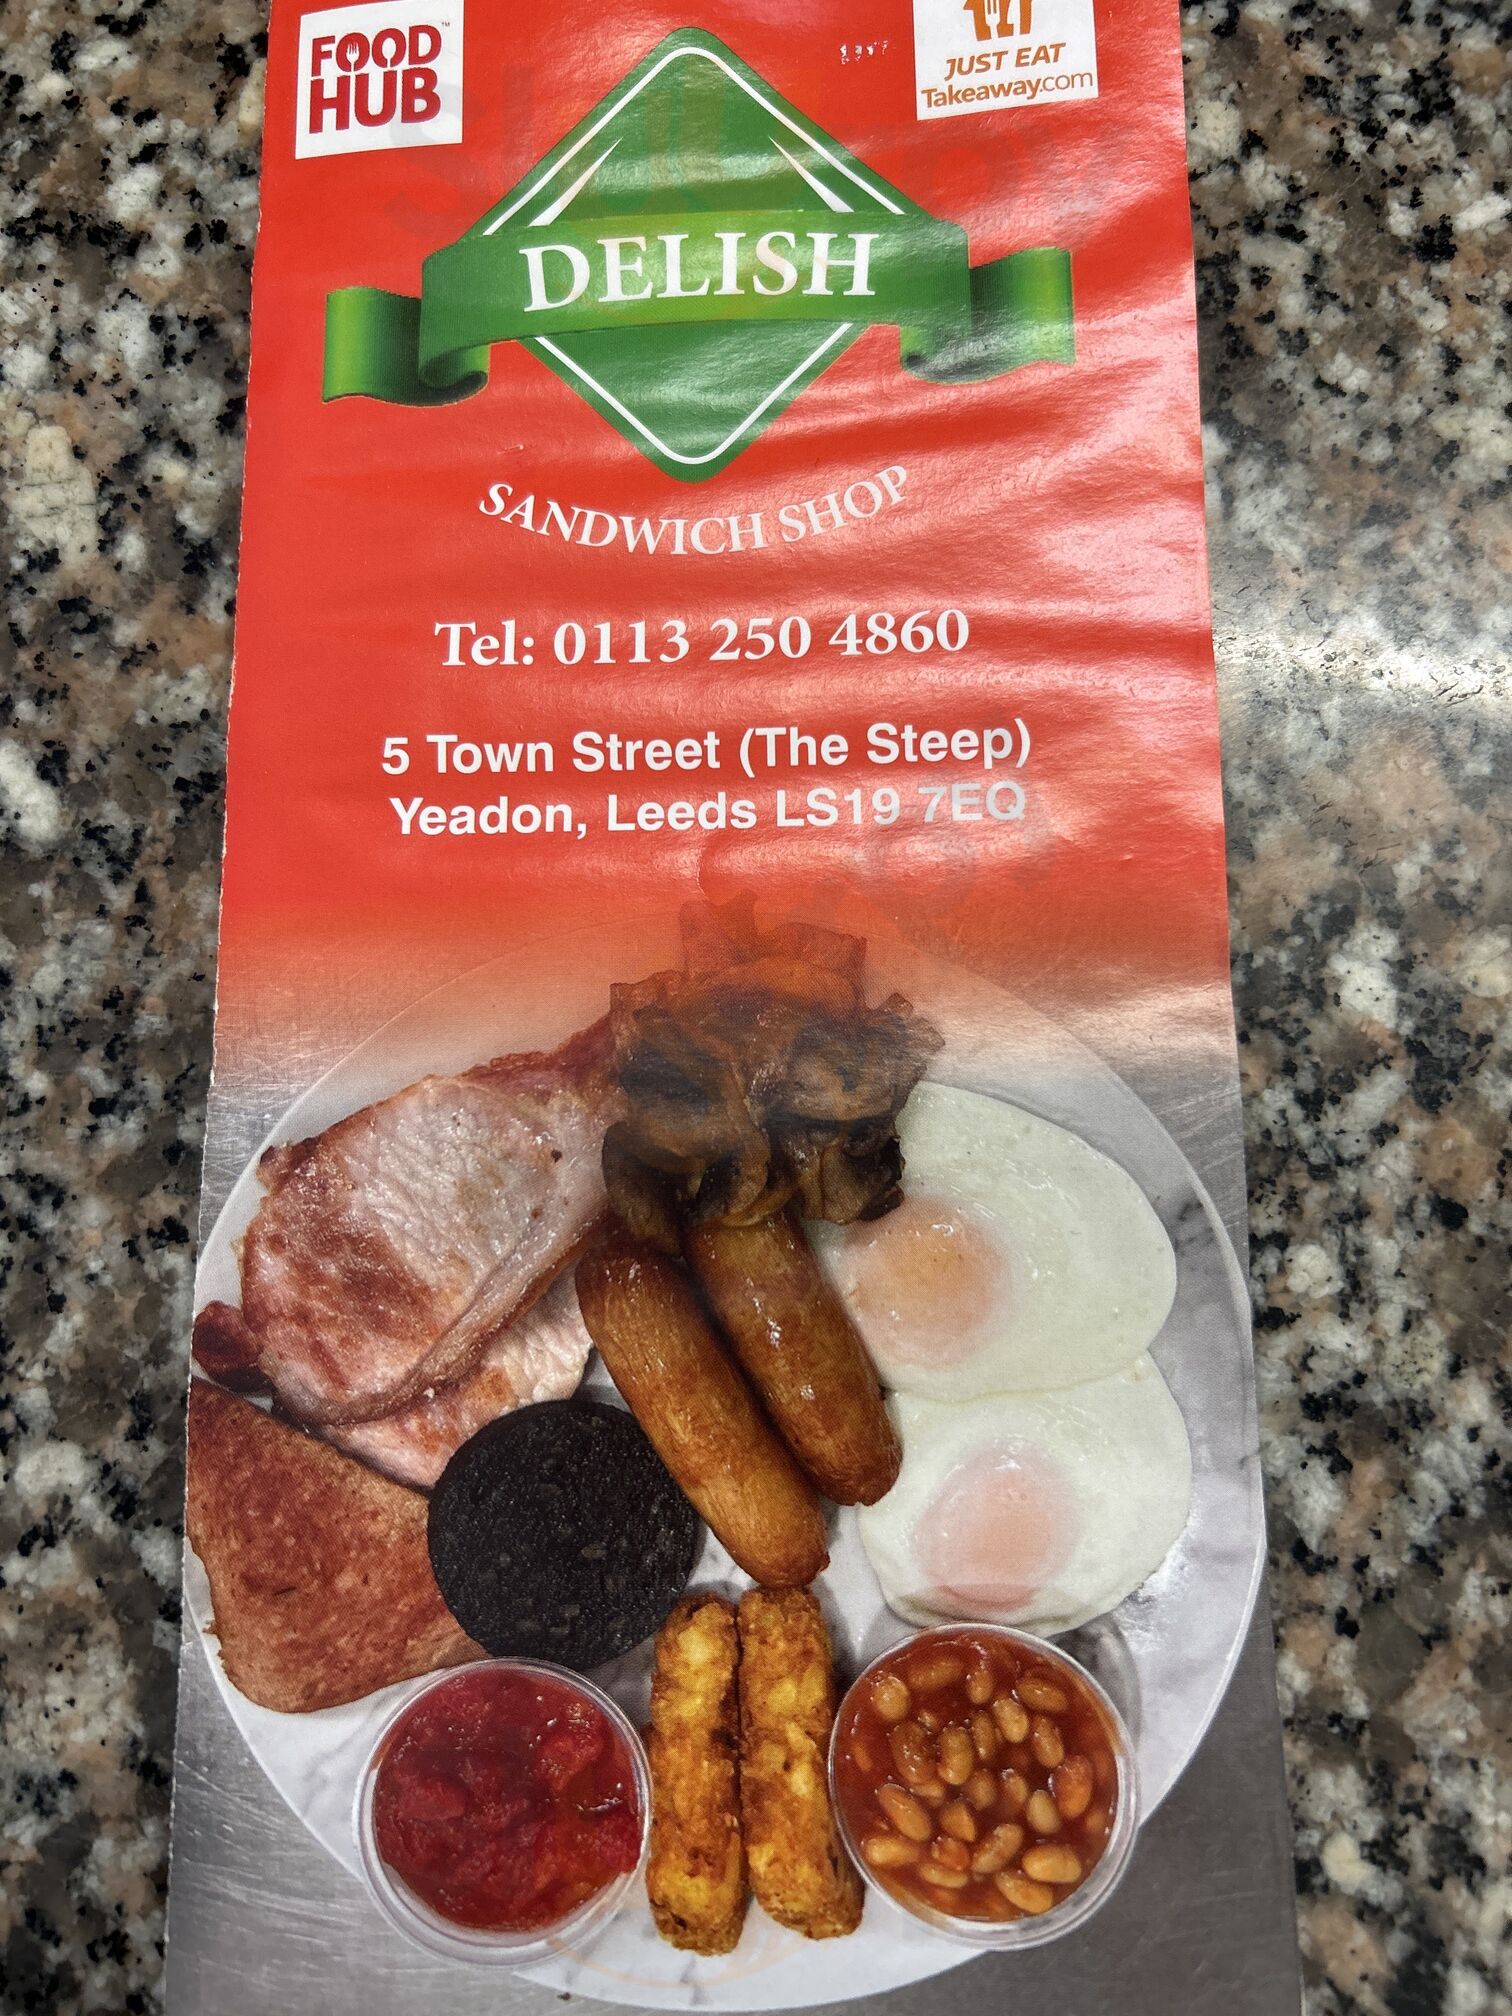 FOOD HUB™
JUST EAT
Takeaway.com
DELISH
SANDWICH SHOP
Tel: 0113 250 4860
5 Town Street (The Steep)
Yeadon, Leeds LS19 7EQ